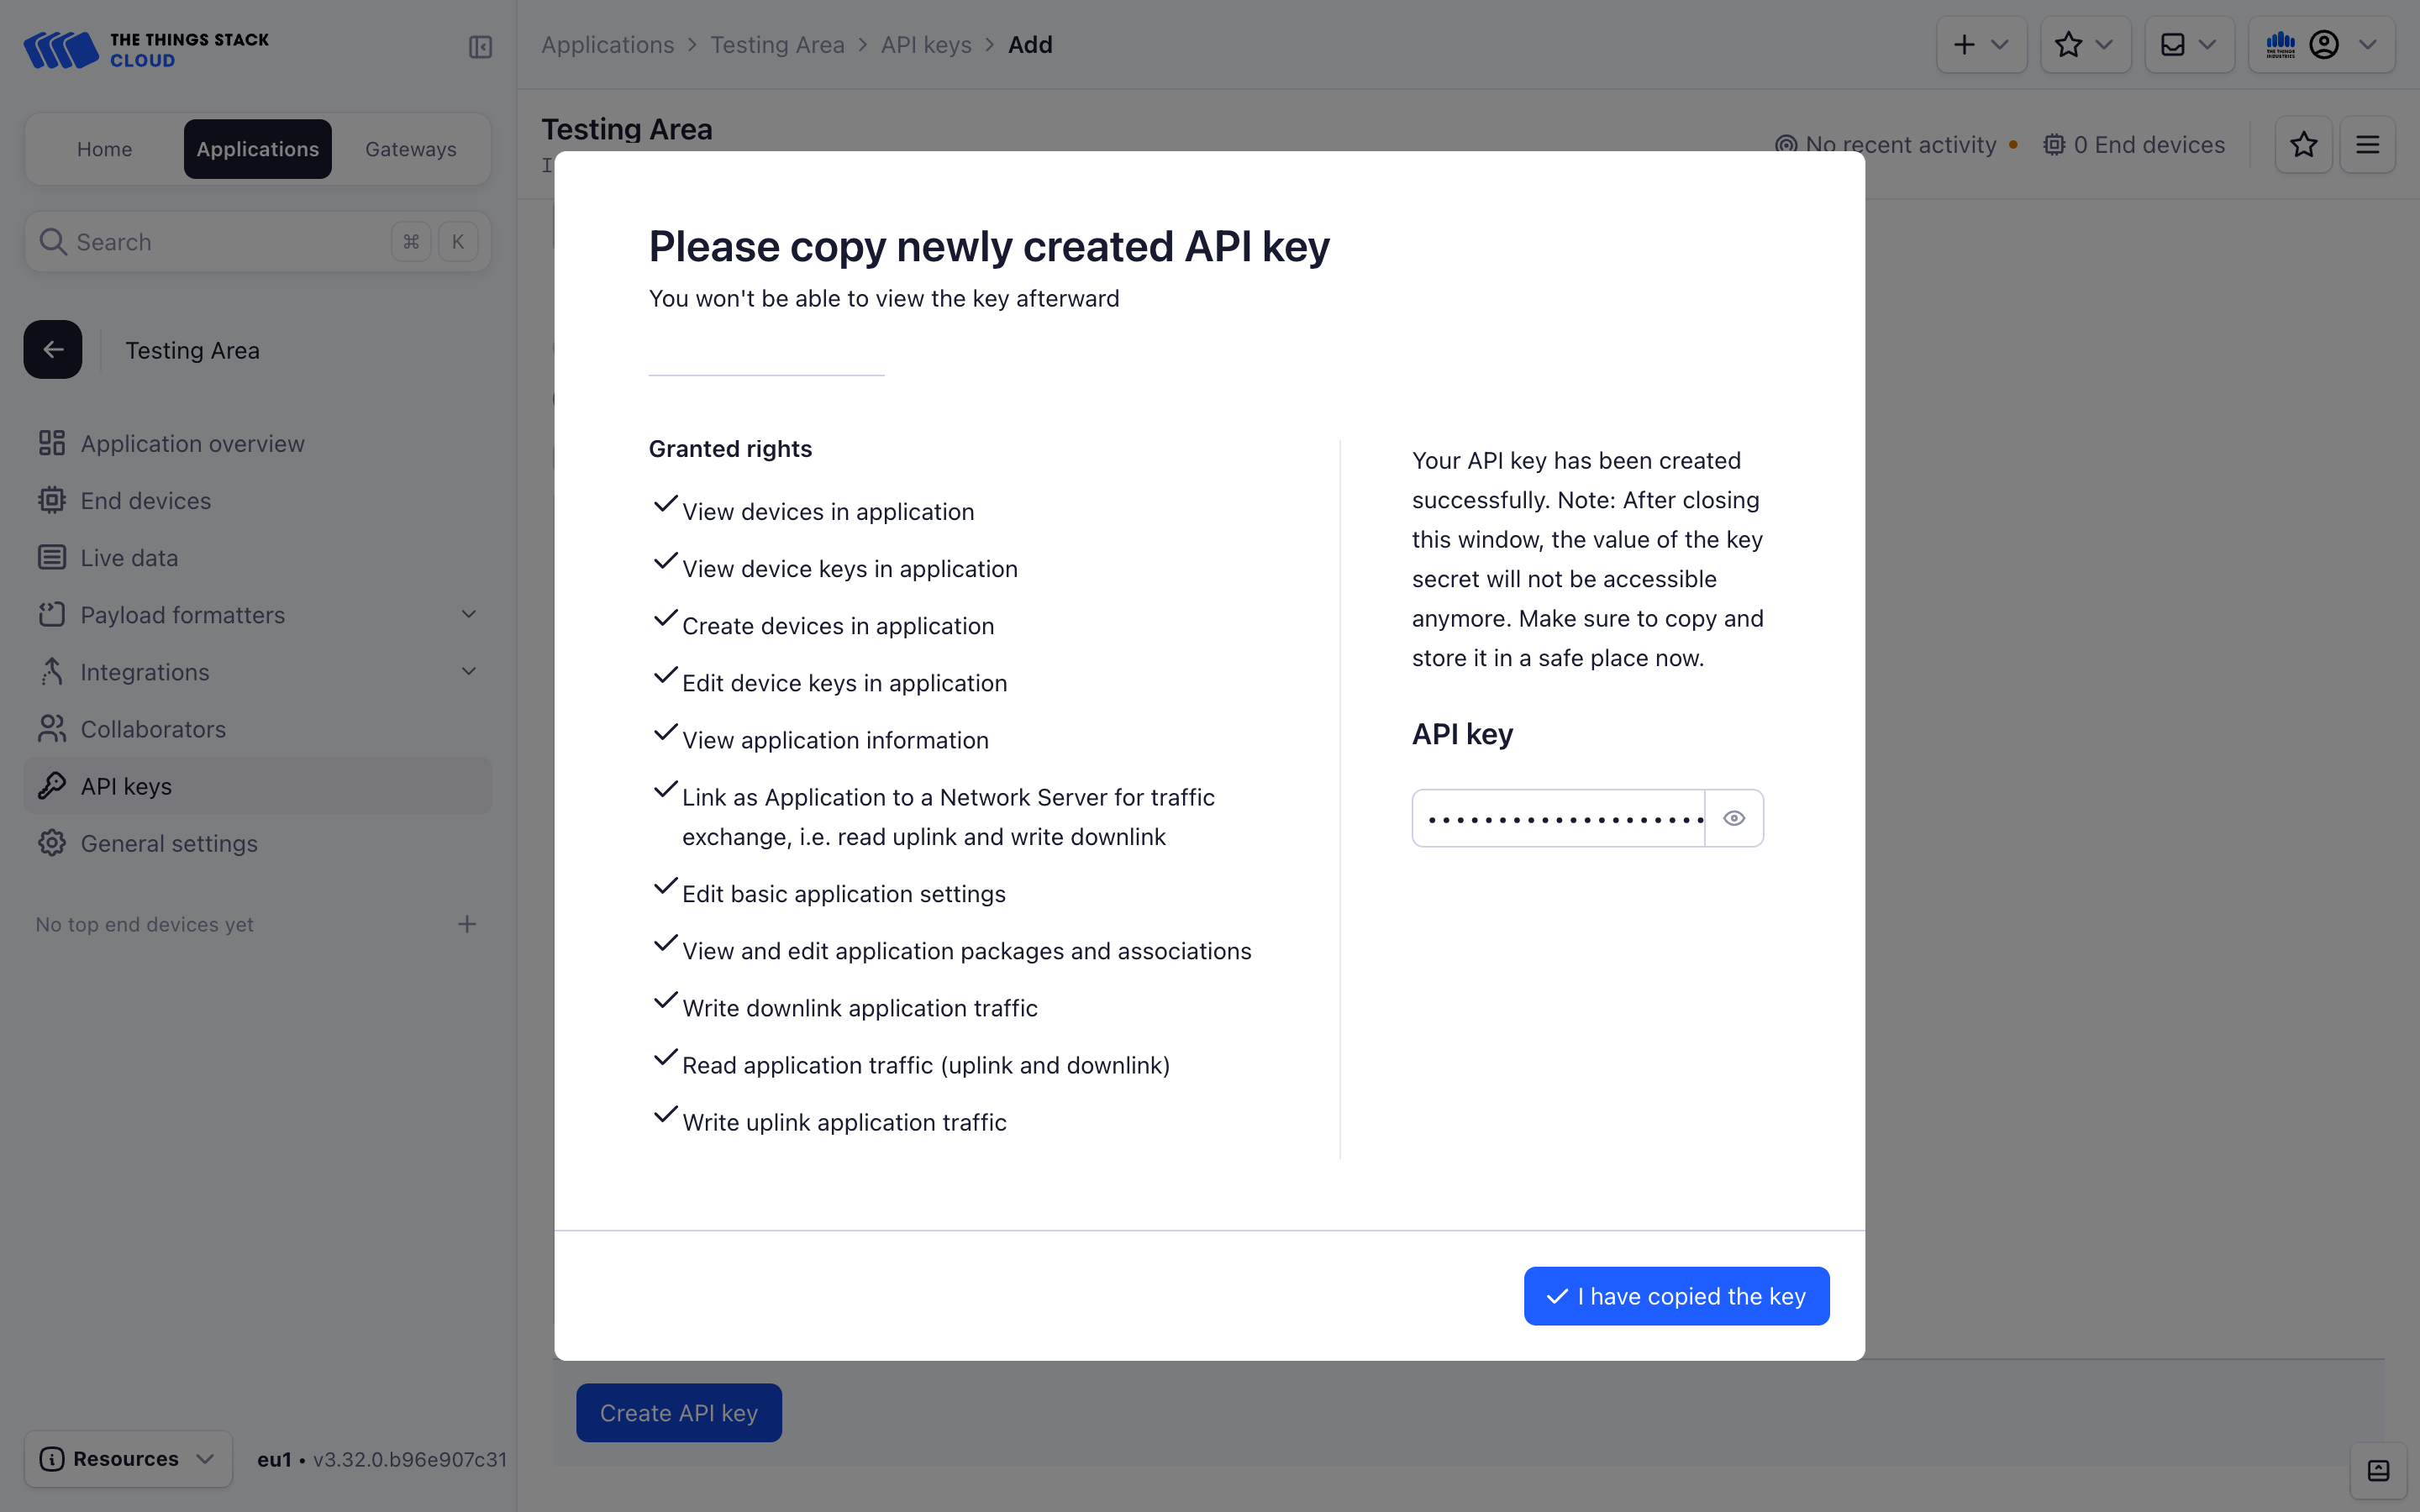 THE THINGS STACK
CLOUD
Applications > Testing Area > API keys > Add
Home
Applications
Gateways
Search
⌘ K
Testing Area
Application overview
End devices
Live data
Payload formatters
Integrations
Collaborators
API keys
General settings
No top end devices yet
Resources
eu1 • v3.32.0.b96e907c31
Testing Area
No recent activity
0 End devices
Please copy newly created API key
You won't be able to view the key afterward
Granted rights
View devices in application
View device keys in application
Create devices in application
Edit device keys in application
View application information
Link as Application to a Network Server for traffic
exchange, i.e. read uplink and write downlink
Edit basic application settings
View and edit application packages and associations
Write downlink application traffic
Read application traffic (uplink and downlink)
Write uplink application traffic
Your API key has been created
successfully. Note: After closing
this window, the value of the key
secret will not be accessible
anymore. Make sure to copy and
store it in a safe place now.
API key
••••••••••••••••••••
I have copied the key
Create API key